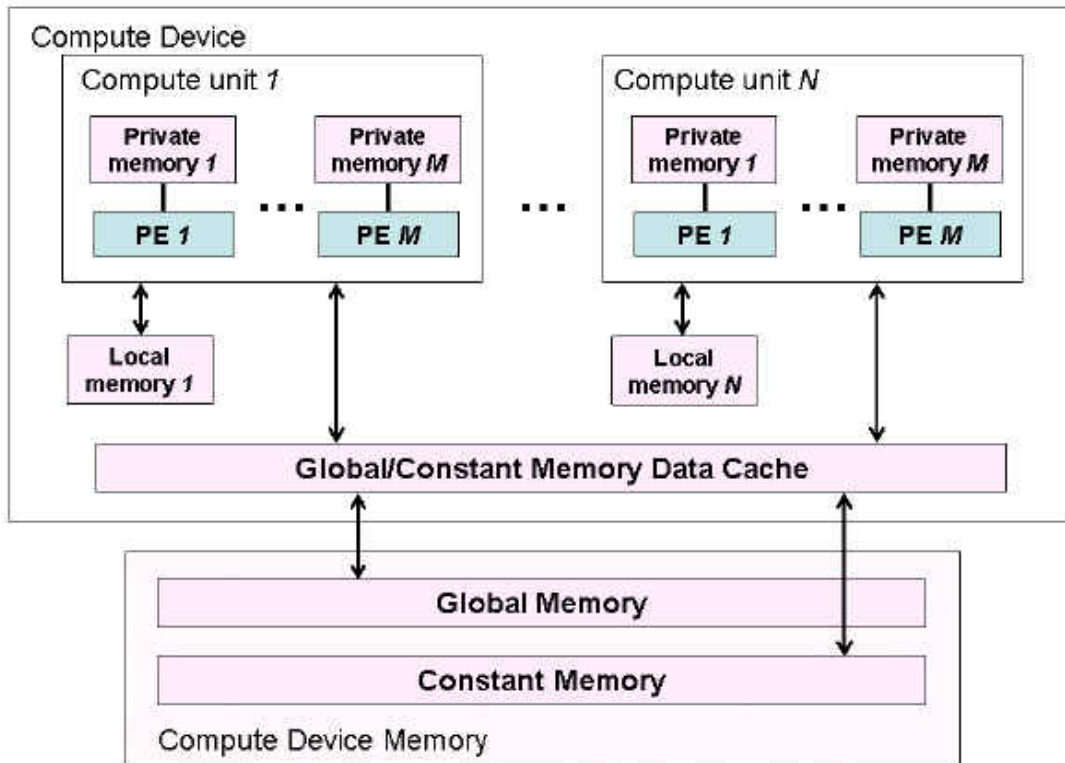 Compute Device
Compute unit 1
Compute unit N
Private
memory 1
Private
memory M
Private
memory 1
Private
memory M
...
...
...
PE 1
PE M
PE 1
PE M
Local
memory 1
Local
memory N
Global/Constant Memory Data Cache
Global Memory
Constant Memory
Compute Device Memory